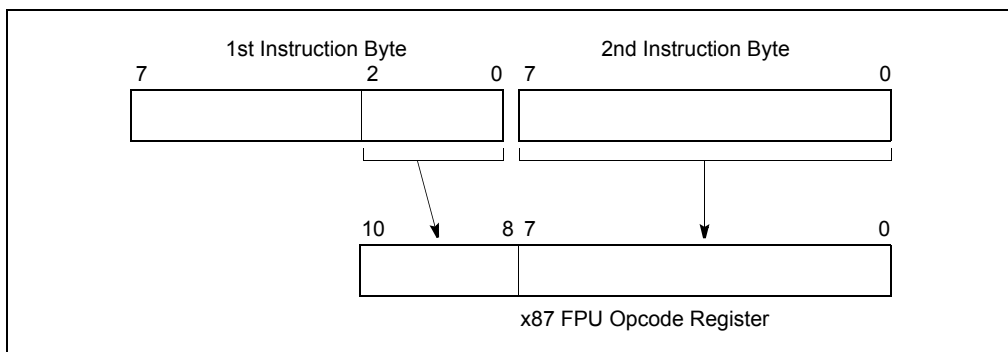 1st Instruction Byte
2nd Instruction Byte
7 2 0 7 0
10 8 7 0
x87 FPU Opcode Register